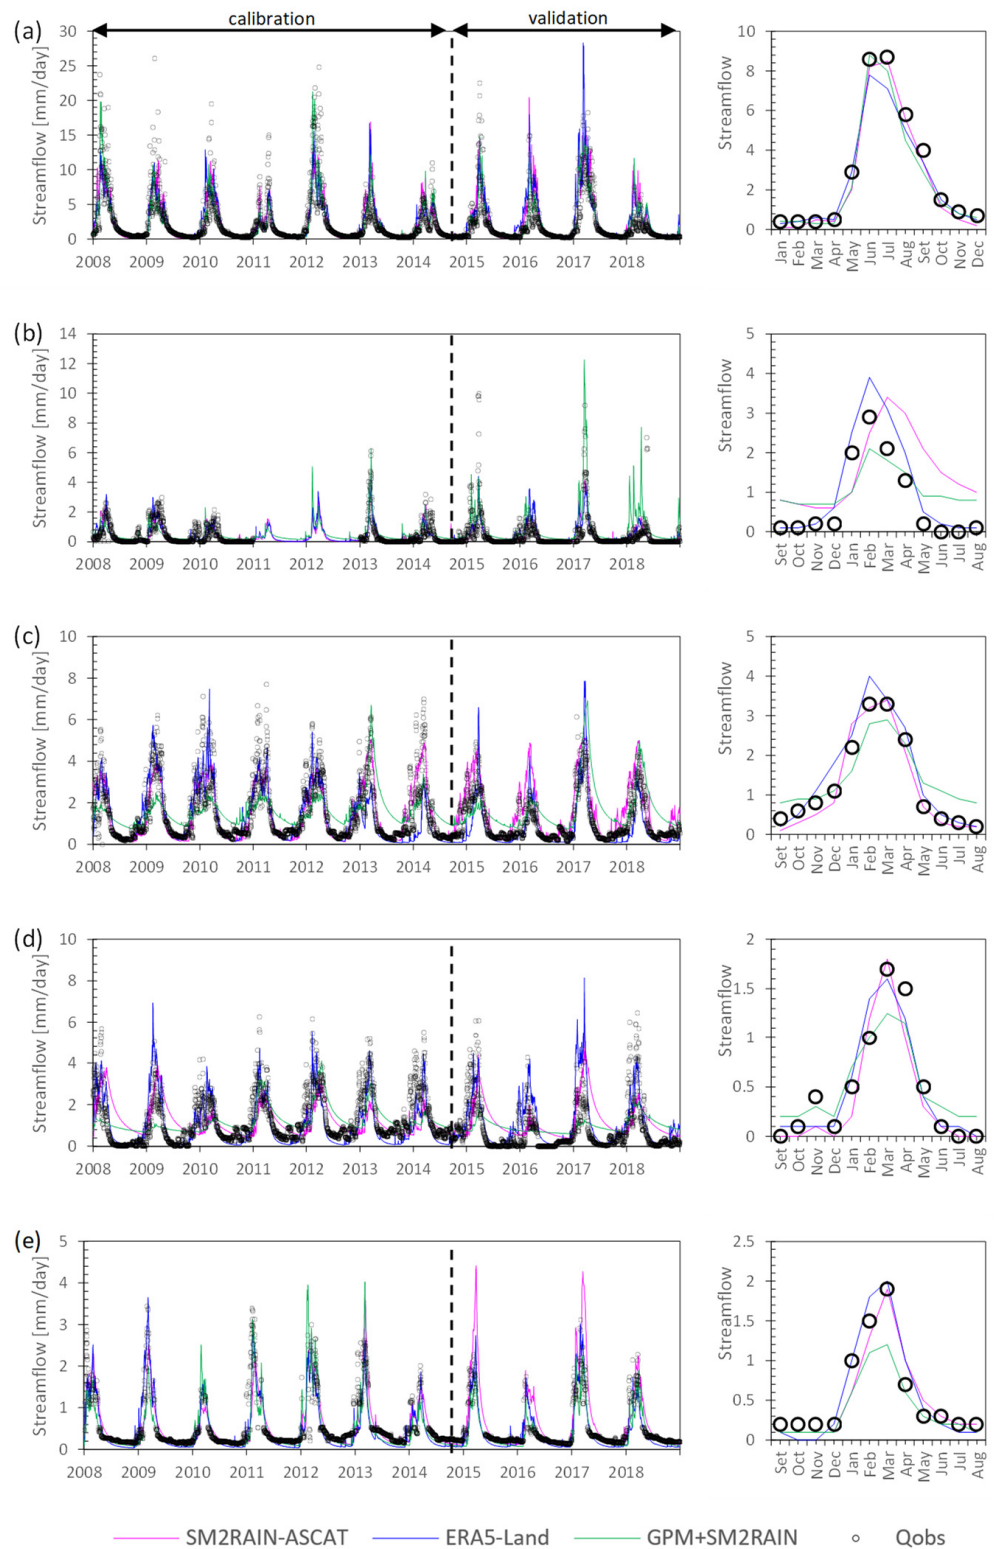 calibration validation
(a)
Streamflow [mm/day]
30
25
20
15
10
5
0
2008 2009 2010 2011 2012 2013 2014 2015 2016 2017 2018
Streamflow
10
8
6
4
2
0
Jan Feb Mar Apr May Jun Jul Aug Set Oct Nov Dec
(b)
Streamflow [mm/day]
14
12
10
8
6
4
2
0
2008 2009 2010 2011 2012 2013 2014 2015 2016 2017 2018
Streamflow
5
4
3
2
1
0
Set Oct Nov Dec Jan Feb Mar Apr May Jun Jul Aug
(c)
Streamflow [mm/day]
10
8
6
4
2
0
2008 2009 2010 2011 2012 2013 2014 2015 2016 2017 2018
Streamflow
5
4
3
2
1
0
Set Oct Nov Dec Jan Feb Mar Apr May Jun Jul Aug
(d)
Streamflow [mm/day]
10
8
6
4
2
0
2008 2009 2010 2011 2012 2013 2014 2015 2016 2017 2018
Streamflow
2
1.5
1
0.5
0
Set Oct Nov Dec Jan Feb Mar Apr May Jun Jul Aug
(e)
Streamflow [mm/day]
5
4
3
2
1
0
2008 2009 2010 2011 2012 2013 2014 2015 2016 2017 2018
Streamflow
2.5
2
1.5
1
0.5
0
Set Oct Nov Dec Jan Feb Mar Apr May Jun Jul Aug
SM2RAIN-ASCAT ERA5-Land GPM+SM2RAIN Qobs